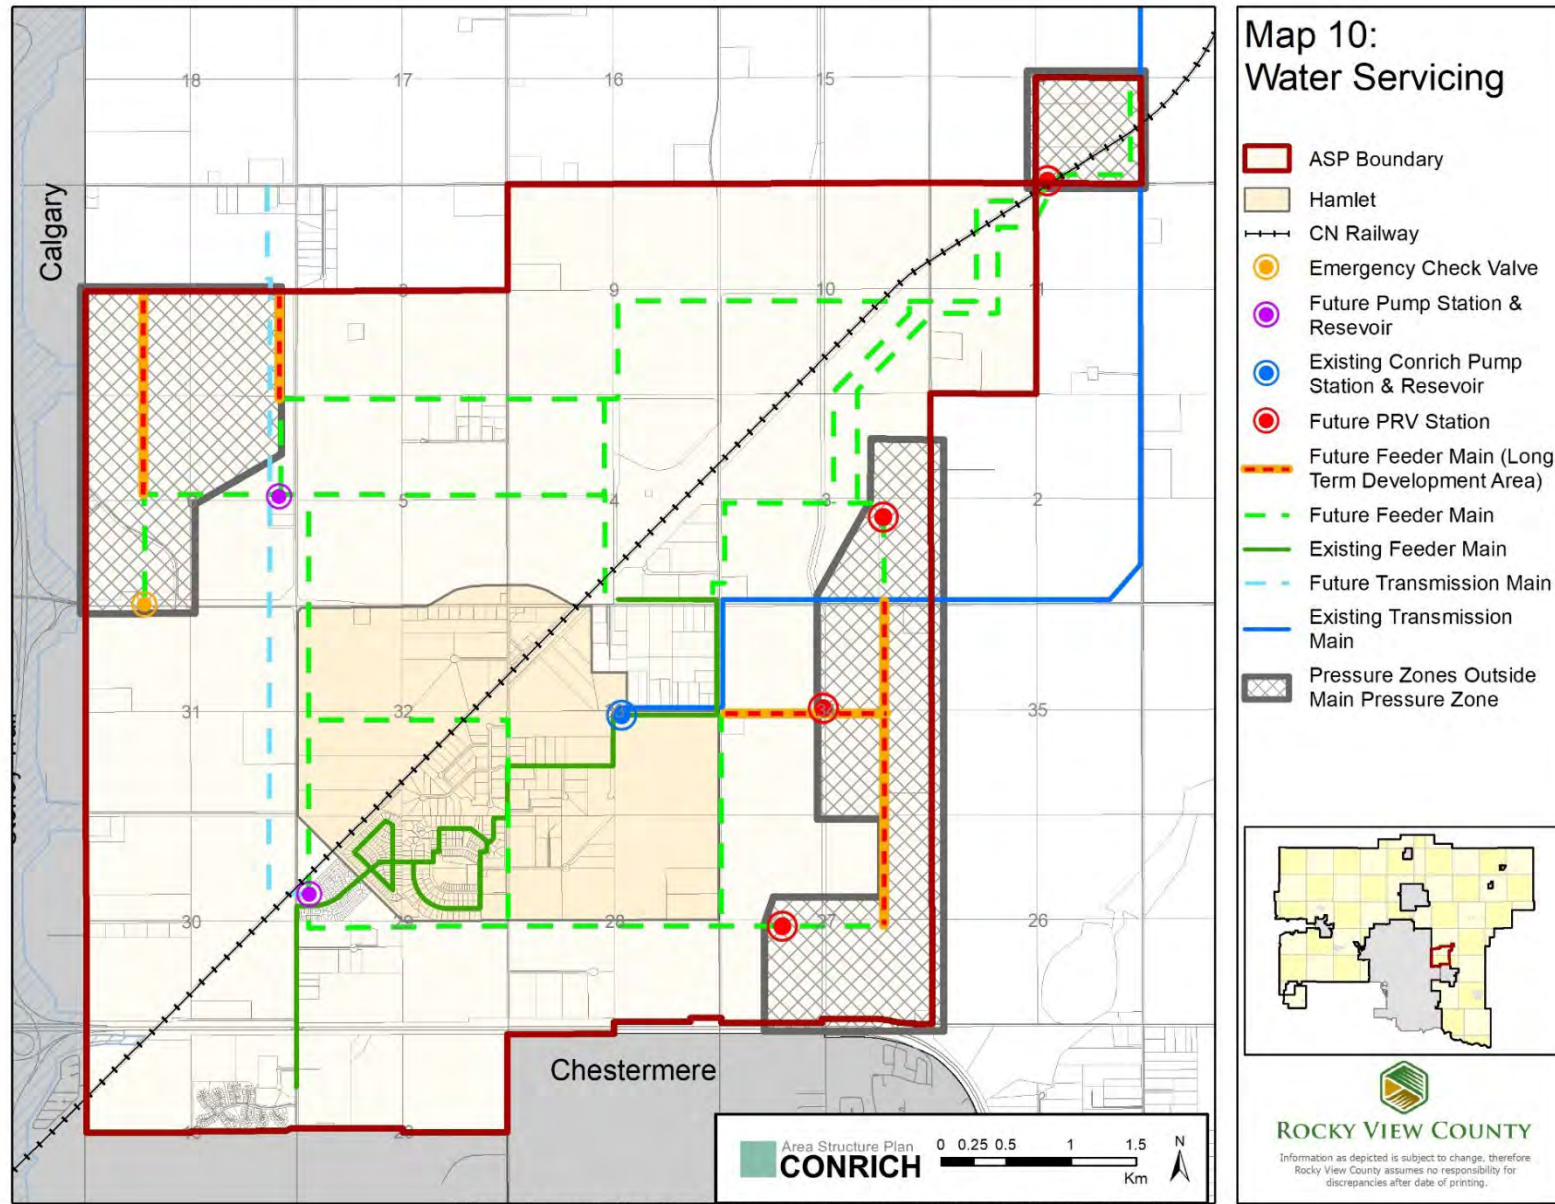 Map 10:
Water Servicing
ASP Boundary
Hamlet
CN Railway
Emergency Check Valve
Future Pump Station &
Resevoir
Existing Conrich Pump
Station & Resevoir
Future PRV Station
Future Feeder Main (Long
Term Development Area)
Future Feeder Main
Existing Feeder Main
Future Transmission Main
Existing Transmission
Main
Pressure Zones Outside
Main Pressure Zone
18
17
16
15
Calgary
8
9
10
11
5
4
3
2
31
32
33
34
35
30
29
28
27
26
Chestermere
20
Area Structure Plan
CONRICH
0 0.25 0.5 1 1.5
Km
N
ROCKY VIEW COUNTY
Information as depicted is subject to change, therefore
Rocky View County assumes no responsibility for
discrepancies after date of printing.